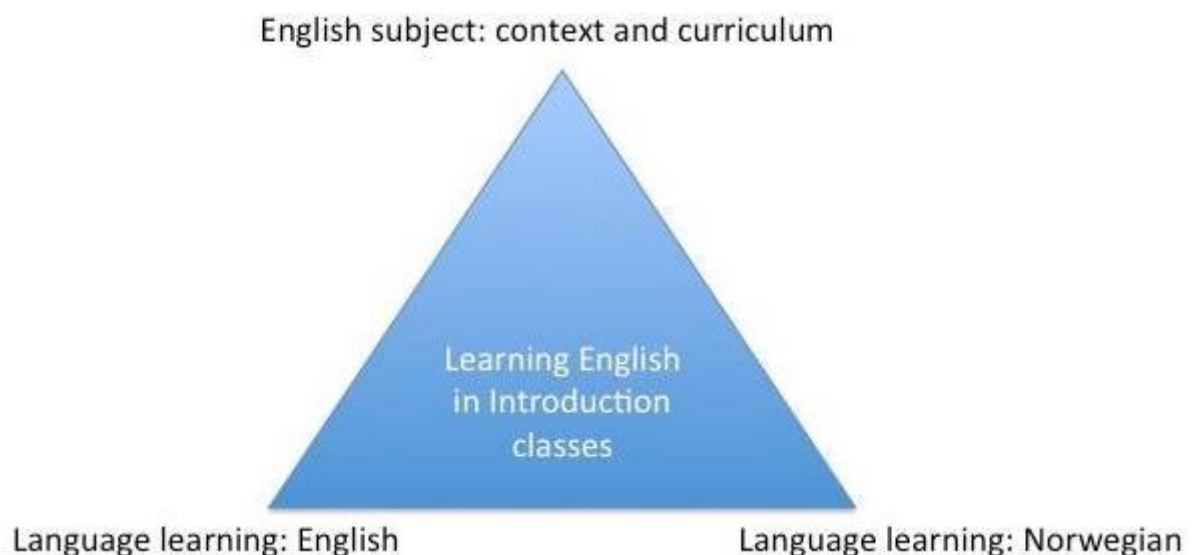 English subject: context and curriculum
Learning English
in Introduction
classes
Language learning: English
Language learning: Norwegian